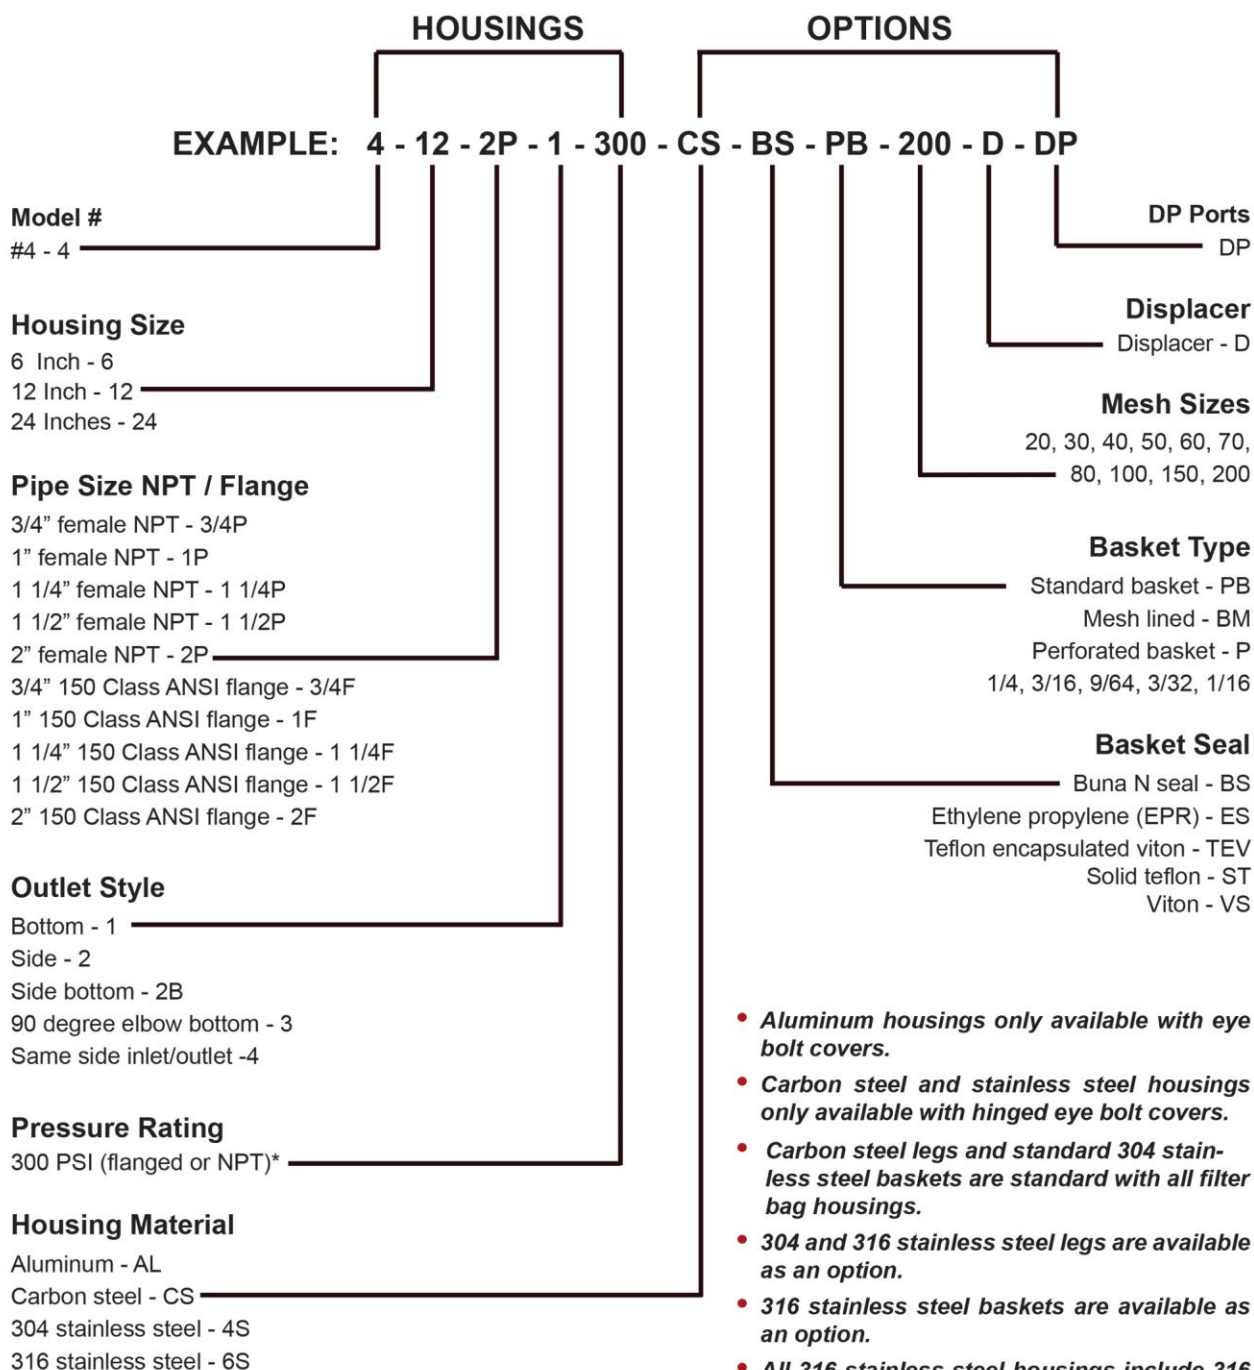 HOUSINGS
OPTIONS
EXAMPLE: 4 - 12 - 2P - 1 - 300 - CS - BS - PB - 200 - D - DP
Model #
#4 - 4
Housing Size
6 Inch - 6
12 Inch - 12
24 Inches - 24
Pipe Size NPT / Flange
3/4” female NPT - 3/4P
1” female NPT - 1P
1 1/4” female NPT - 1 1/4P
1 1/2” female NPT - 1 1/2P
2” female NPT - 2P
3/4” 150 Class ANSI flange - 3/4F
1” 150 Class ANSI flange - 1F
1 1/4” 150 Class ANSI flange - 1 1/4F
1 1/2” 150 Class ANSI flange - 1 1/2F
2” 150 Class ANSI flange - 2F
Outlet Style
Bottom - 1
Side - 2
Side bottom - 2B
90 degree elbow bottom - 3
Same side inlet/outlet -4
Pressure Rating
300 PSI (flanged or NPT)*
Housing Material
Aluminum - AL
Carbon steel - CS
304 stainless steel - 4S
316 stainless steel - 6S
DP Ports
DP
Displacer
Displacer - D
Mesh Sizes
20, 30, 40, 50, 60, 70,
80, 100, 150, 200
Basket Type
Standard basket - PB
Mesh lined - BM
Perforated basket - P
1/4, 3/16, 9/64, 3/32, 1/16
Basket Seal
Buna N seal - BS
Ethylene propylene (EPR) - ES
Teflon encapsulated viton - TEV
Solid teflon - ST
Viton - VS
• Aluminum housings only available with eye
bolt covers.
• Carbon steel and stainless steel housings
only available with hinged eye bolt covers.
• Carbon steel legs and standard 304 stain-
less steel baskets are standard with all filter
bag housings.
• 304 and 316 stainless steel legs are available
as an option.
• 316 stainless steel baskets are available as
an option.
• All 316 stainless steel housings include 316